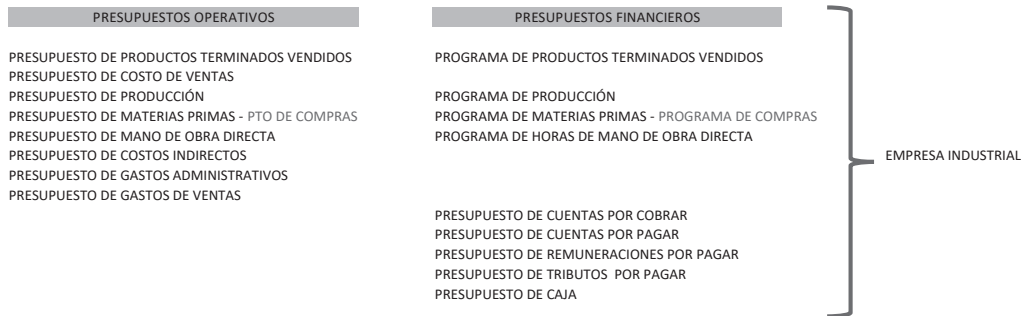 PRESUPUESTOS OPERATIVOS
PRESUPUESTO DE PRODUCTOS TERMINADOS VENDIDOS
PRESUPUESTO DE COSTO DE VENTAS
PRESUPUESTO DE PRODUCCIÓN
PRESUPUESTO DE MATERIAS PRIMAS - PTO DE COMPRAS
PRESUPUESTO DE MANO DE OBRA DIRECTA
PRESUPUESTO DE COSTOS INDIRECTOS
PRESUPUESTO DE GASTOS ADMINISTRATIVOS
PRESUPUESTO DE GASTOS DE VENTAS
PRESUPUESTOS FINANCIEROS
PROGRAMA DE PRODUCTOS TERMINADOS VENDIDOS
PROGRAMA DE PRODUCCIÓN
PROGRAMA DE MATERIAS PRIMAS - PROGRAMA DE COMPRAS
PROGRAMA DE HORAS DE MANO DE OBRA DIRECTA
PRESUPUESTO DE CUENTAS POR COBRAR
PRESUPUESTO DE CUENTAS POR PAGAR
PRESUPUESTO DE REMUNERACIONES POR PAGAR
PRESUPUESTO DE TRIBUTOS POR PAGAR
PRESUPUESTO DE CAJA
EMPRESA INDUSTRIAL